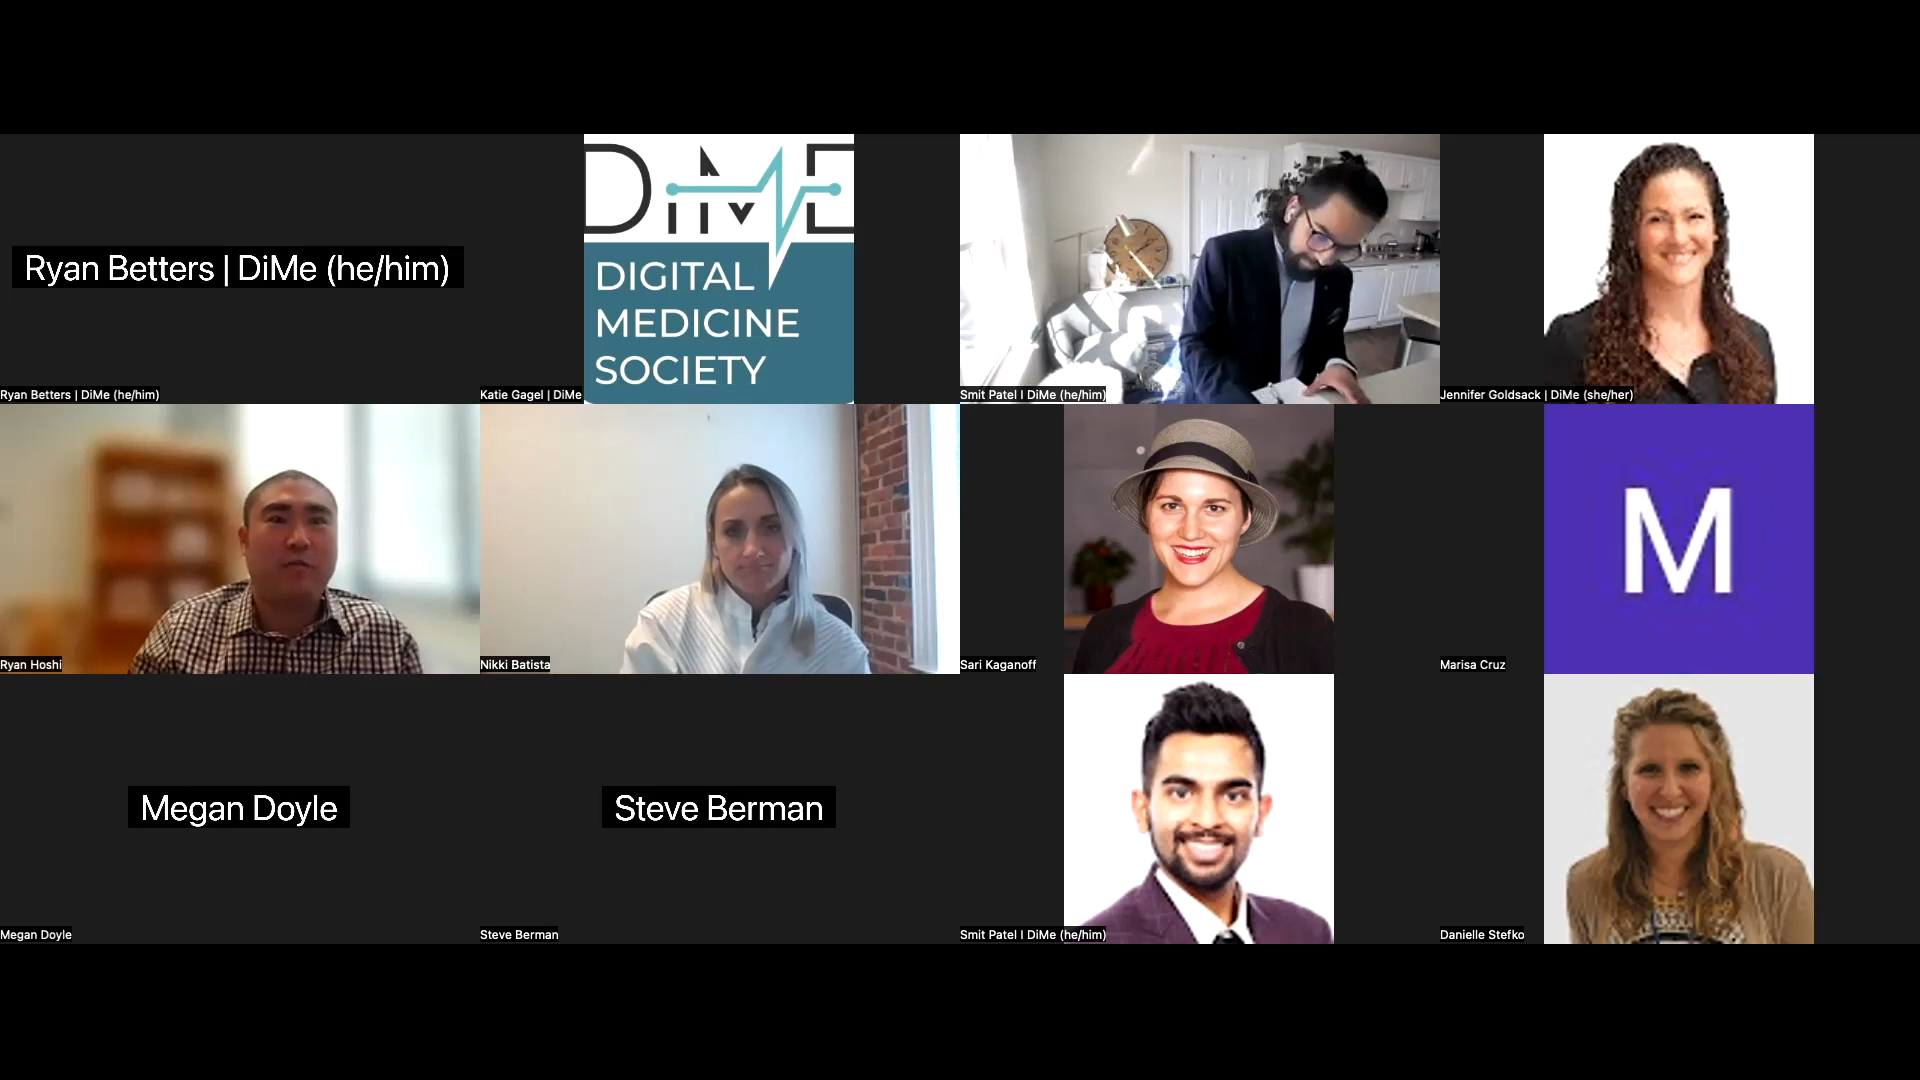 Ryan Betters | DiMe (he/him)
Ryan Betters | DiMe (he/him)
DiME
DIGITAL
MEDICINE
SOCIETY
Katie Gagel | DiMe
Smit Patel I DiMe (he/him)
Jennifer Goldsack | DiMe (she/her)
Ryan Hoshi
Nikki Batista
Sari Kaganoff
Marisa Cruz
M
Megan Doyle
Megan Doyle
Steve Berman
Steve Berman
Smit Patel I DiMe (he/him)
Danielle Stefko